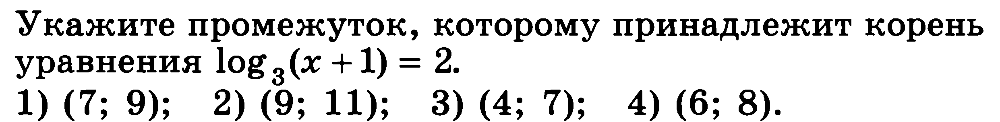 Укажите промежуток, которому принадлежит корень
уравнения log₃(x + 1) = 2.
1) (7; 9); 2) (9; 11); 3) (4; 7); 4) (6; 8).